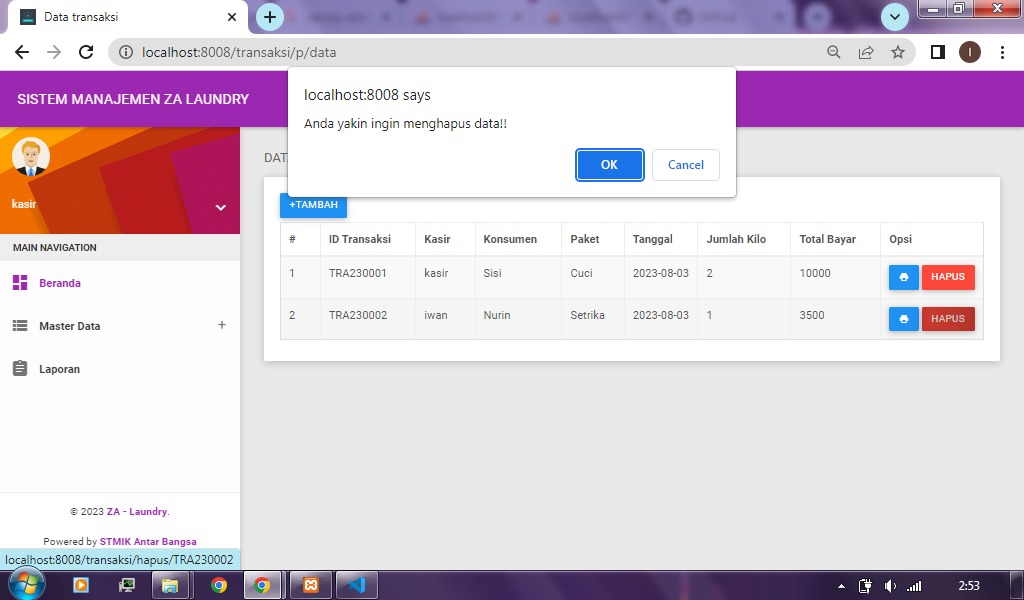 Data transaksi
localhost:8008/transaksi/p/data
I
SISTEM MANAJEMEN ZA LAUNDRY
localhost:8008 says
Anda yakin ingin menghapus data!!
OK Cancel
kasir
DAT
+TAMBAH
MAIN NAVIGATION
Beranda
Master Data +
Laporan
# ID Transaksi Kasir Konsumen Paket Tanggal Jumlah Kilo Total Bayar Opsi
1 TRA230001 kasir Sisi Cuci 2023-08-03 2 10000 HAPUS
2 TRA230002 iwan Nurin Setrika 2023-08-03 1 3500 HAPUS
© 2023 ZA - Laundry.
Powered by STMIK Antar Bangsa
localhost:8008/transaksi/hapus/TRA230002
2:53